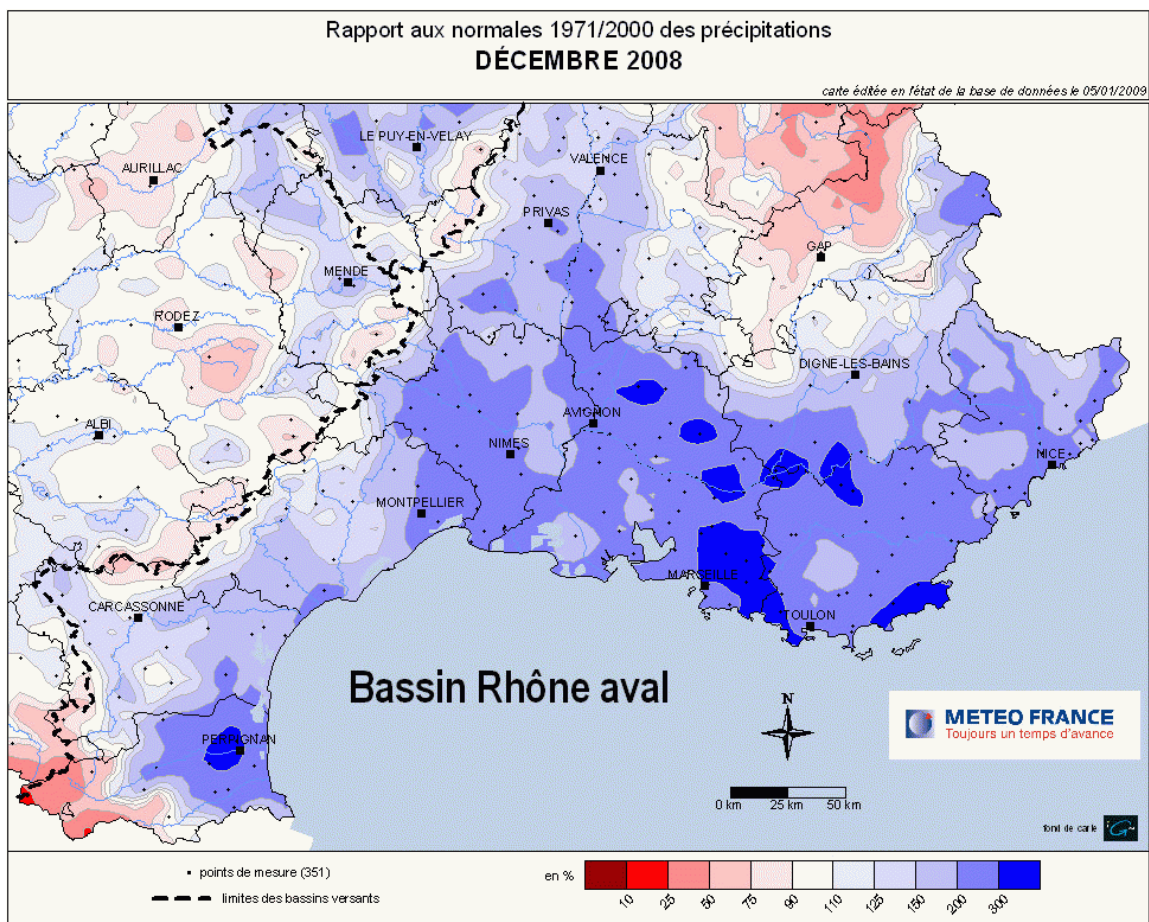 Rapport aux normales 1971/2000 des précipitations
DÉCEMBRE 2008
carte éditée en l'état de la base de données le 05/01/2009
LE PUY-EN-VELAY
AURILLAC
VALENCE
PRIVAS
GAP
MENDE
RODEZ
DIGNE-LES-BAINS
ALBI
AVIGNON
NIMES
NICE
MONTPELLIER
MARSEILLE
CARCASSONNE
TOULON
Bassin Rhône aval
N
METEO FRANCE
Toujours un temps d'avance
PERPIGNAN
0 km 25 km 50 km
fond de carte
points de mesure (351)
en %
limites des bassins versants
10 25 50 75 90 110 125 150 200 300